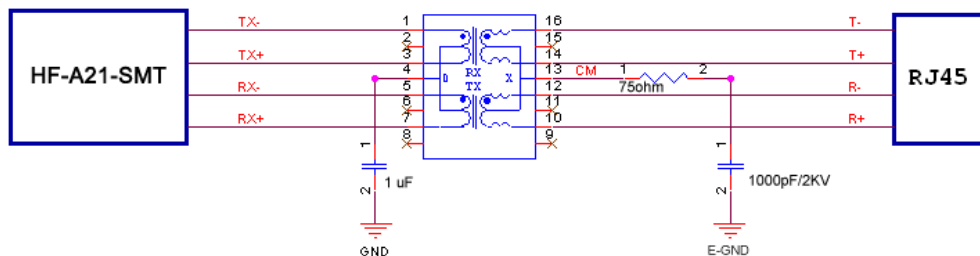 TX- 1 16 T-
2 15
TX+ 3 14 T+
HF-A21-SMT 4 D RX X 13 CM 1 2 RJ45
RX- 5 TX 12 75ohm R-
6 11
RX+ 7 10 R+
8 9
1 1
1 uF 1000pF/2KV
2 2
GND E-GND